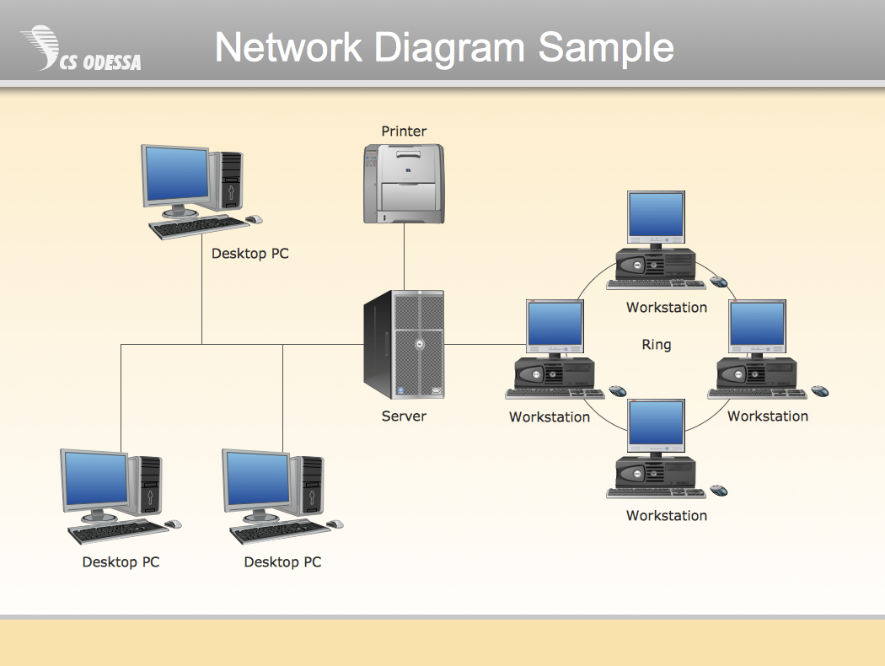 CS ODESSA
Network Diagram Sample
Printer
Desktop PC
Workstation
Ring
Server
Workstation
Workstation
Workstation
Desktop PC
Desktop PC